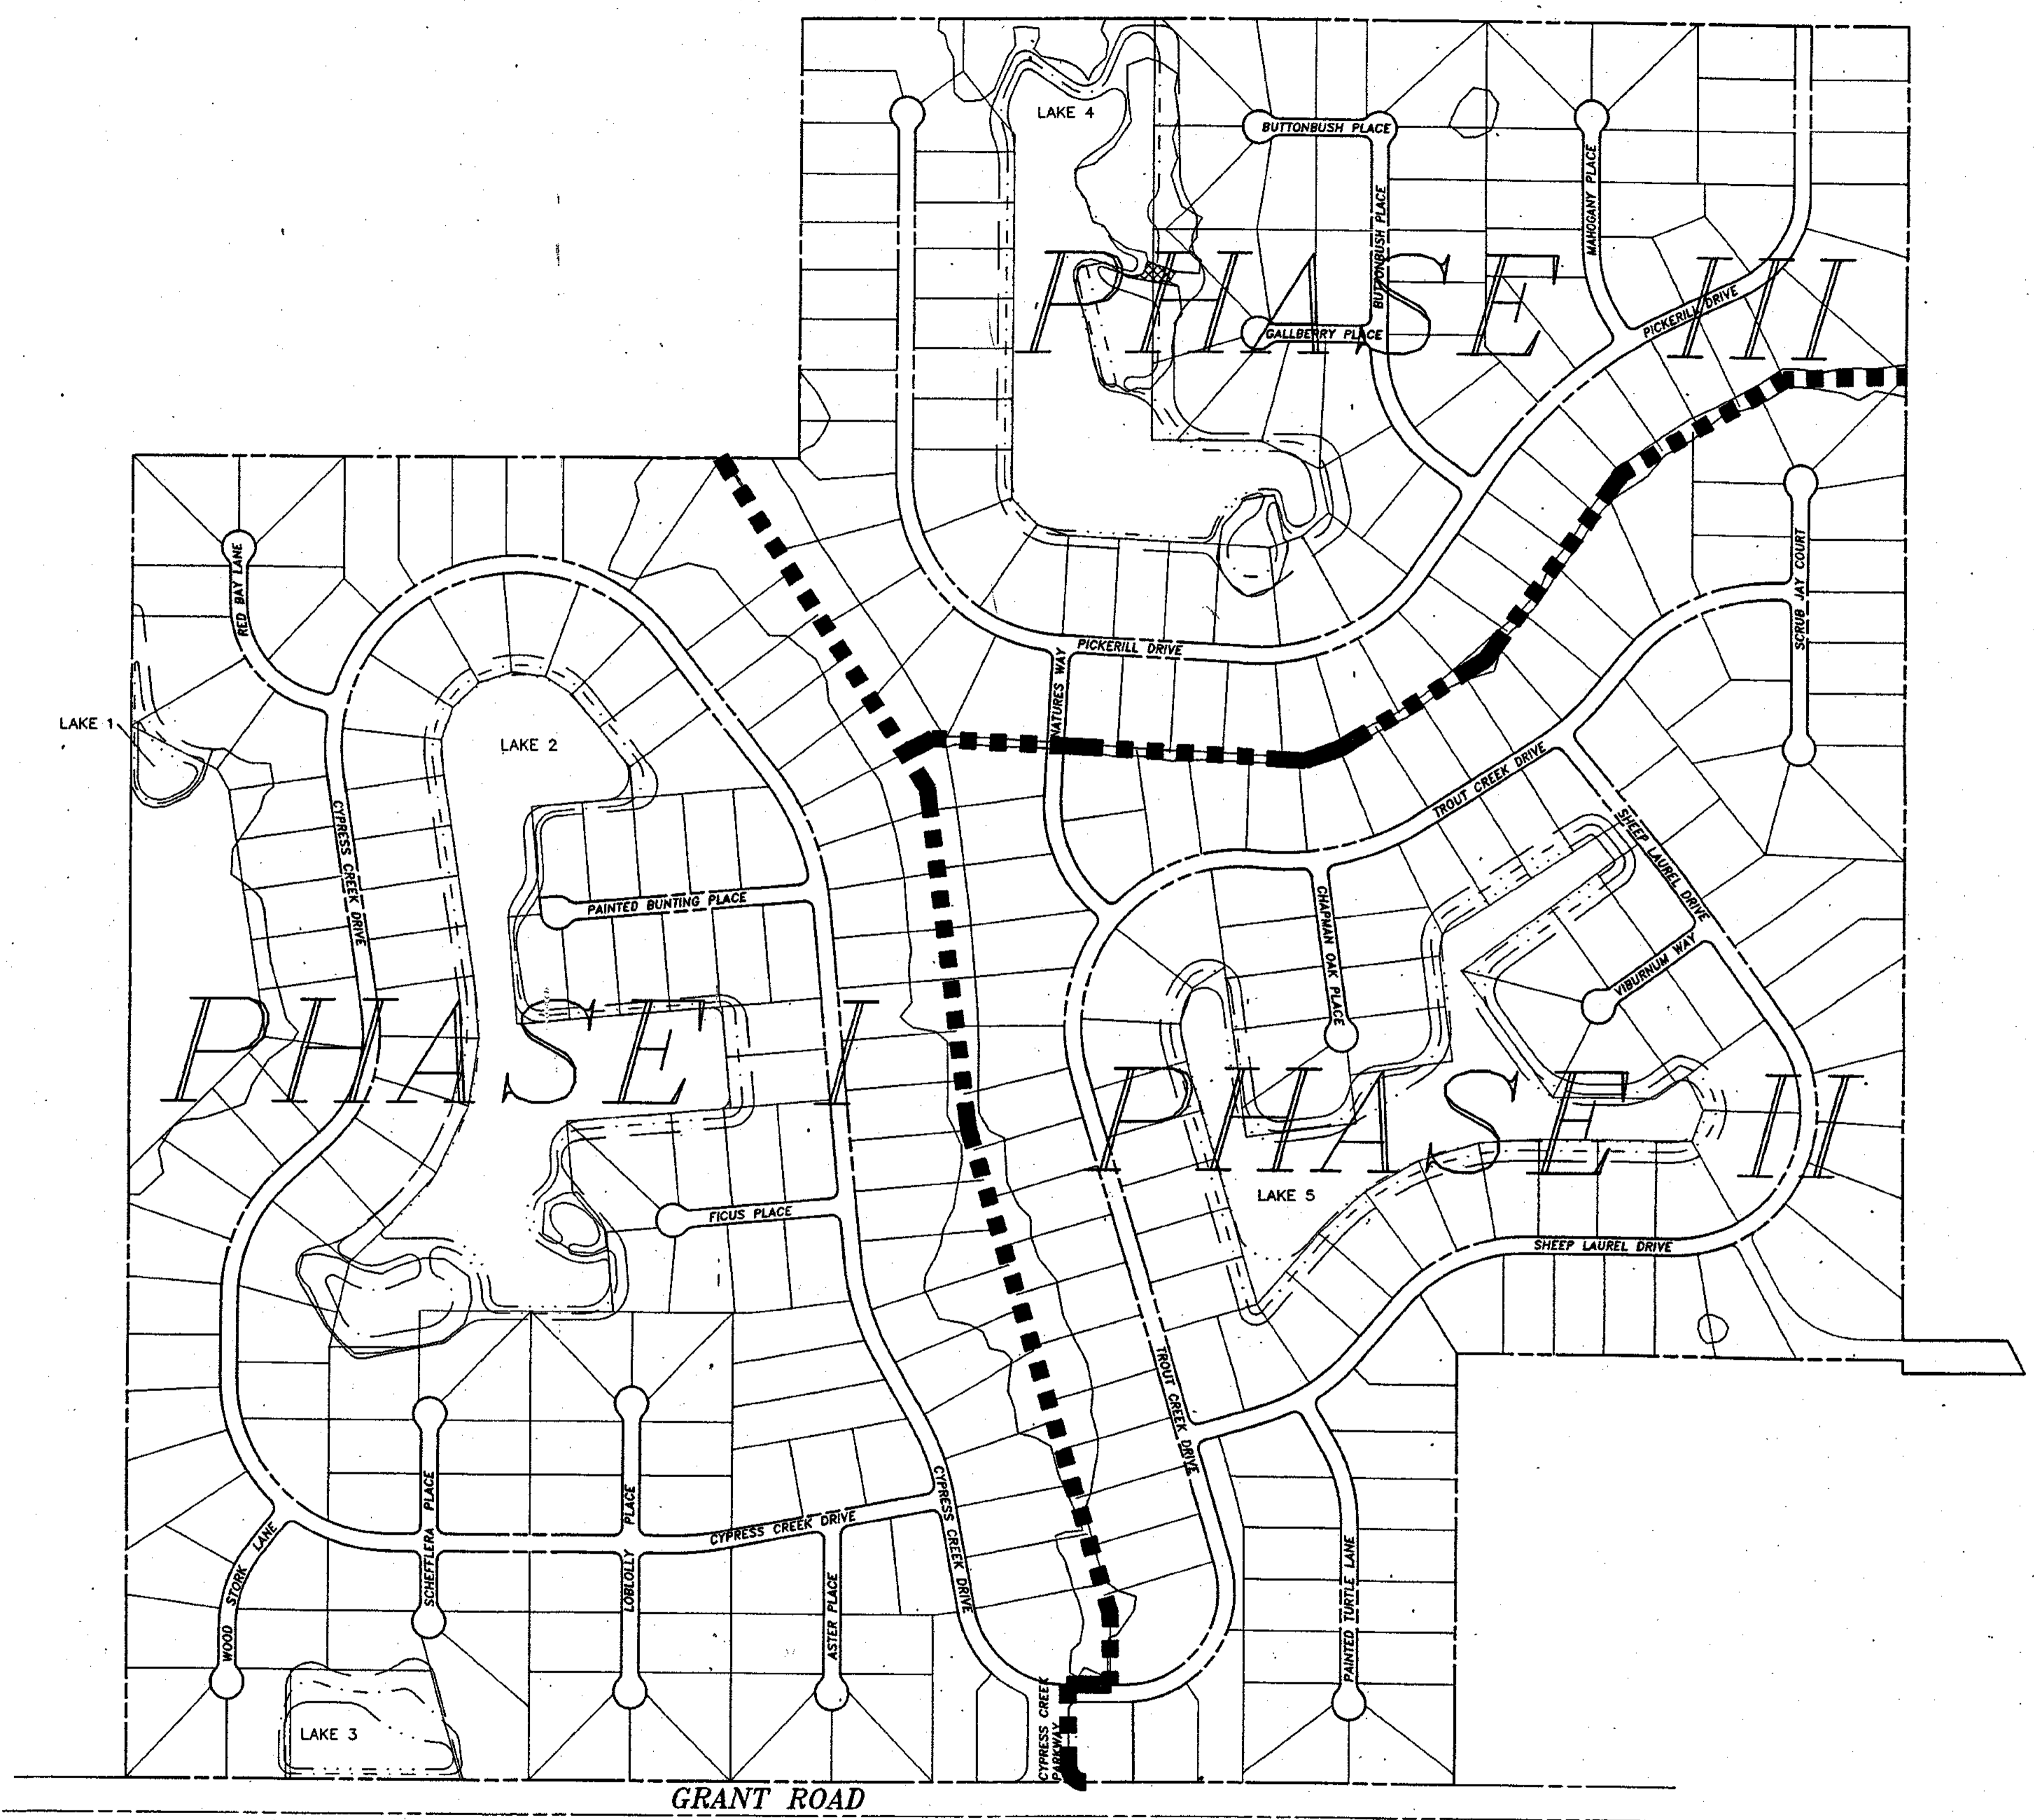 LAKE 4
BUTTONBUSH PLACE
BUTTONBUSH PLACE
MAHOGANY PLACE
PHASE III
GALLBERRY PLACE
PICKERILL DRIVE
RED BAY LANE
SCRUB JAY COURT
PICKERILL DRIVE
NATURES WAY
LAKE 1
LAKE 2
TROUT CREEK DRIVE
CYPRESS CREEK DRIVE
SHEEP LAUREL DRIVE
PAINTED BUNTING PLACE
CHAPMAN OAK PLACE
VIBURNUM WAY
PHASE I
PHASE II
LAKE 5
FICUS PLACE
SHEEP LAUREL DRIVE
TROUT CREEK DRIVE
SCHEFFLERA PLACE
LOBLOLLY PLACE
CYPRESS CREEK DRIVE
CYPRESS CREEK DRIVE
WOOD STORK LANE
ASTER PLACE
PAINTED TURTLE LANE
LAKE 3
CYPRESS CREEK
PARKWAY
GRANT ROAD